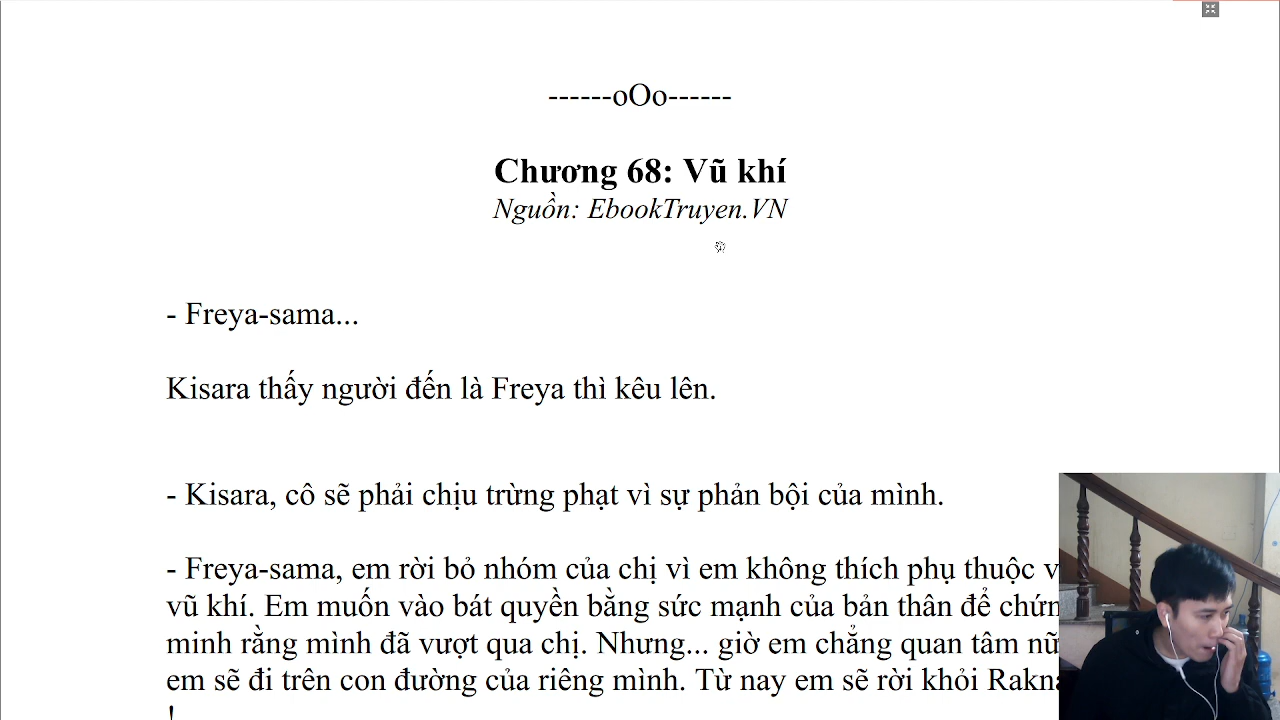 ------oOo------
Chương 68: Vũ khí
Nguồn: EbookTruyen.VN
- Freya-sama...
Kisara thấy người đến là Freya thì kêu lên.
- Kisara, cô sẽ phải chịu trừng phạt vì sự phản bội của mình.
- Freya-sama, em rời bỏ nhóm của chị vì em không thích phụ thuộc
vũ khí. Em muốn vào bát quyền bằng sức mạnh của bản thân để
minh rằng mình đã vượt qua chị. Nhưng... giờ em chẳng quan tâm
em sẽ đi trên con đường của riêng mình. Từ nay em sẽ rời khỏi
!